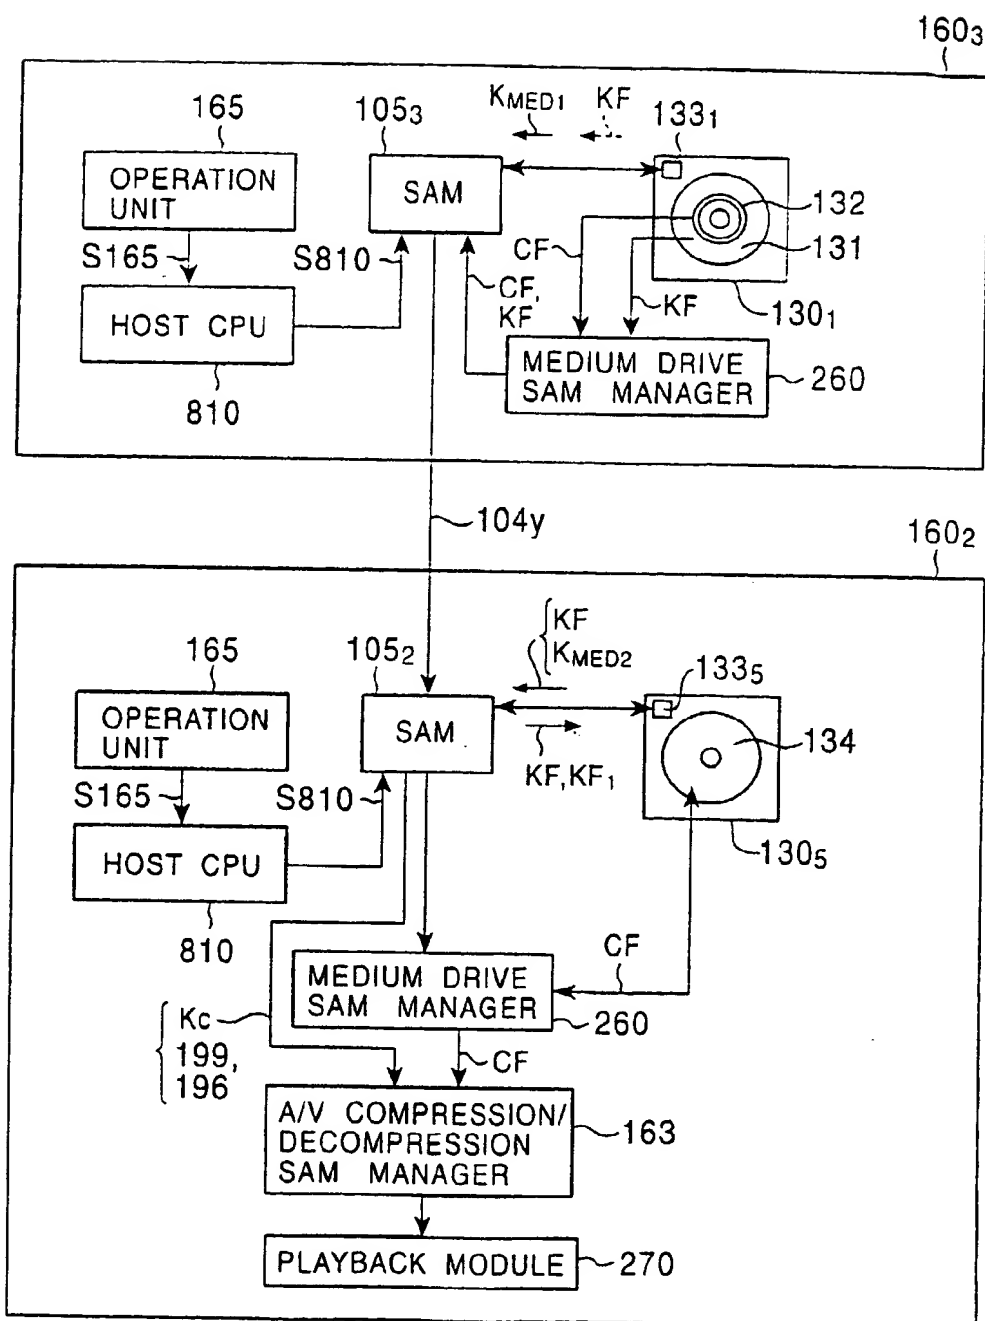 160₃
165
105₃
K_MED1
KF
133₁
OPERATION
UNIT
SAM
132
131
S165
S810
CF
CF,
KF
KF
130₁
HOST CPU
MEDIUM DRIVE
SAM MANAGER
260
810
104y
160₂
165
105₂
KF
K_MED2
133₅
OPERATION
UNIT
SAM
134
KF,KF₁
S165
S810
130₅
HOST CPU
810
CF
MEDIUM DRIVE
SAM MANAGER
260
Kc
199,
196
CF
A/V COMPRESSION/
DECOMPRESSION
SAM MANAGER
163
PLAYBACK MODULE
270